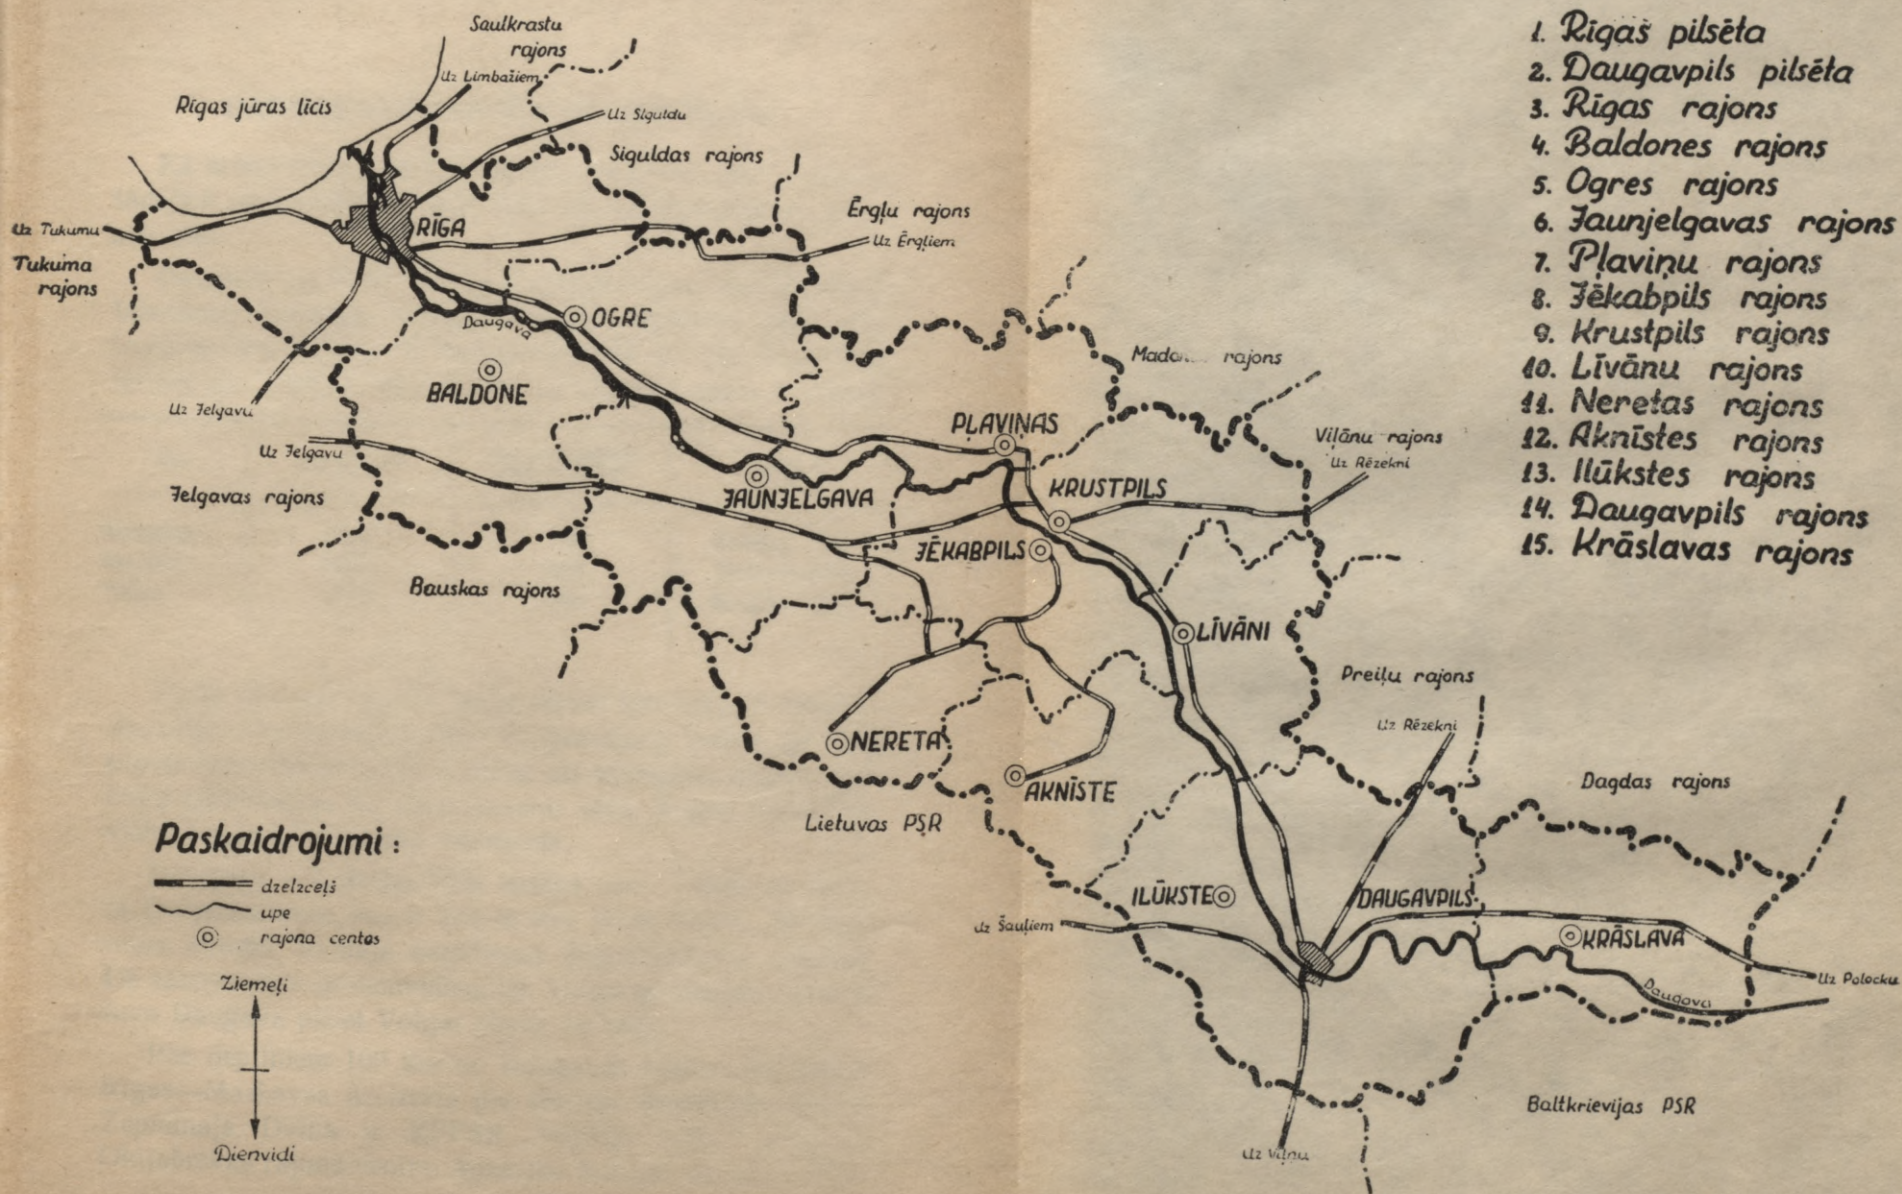 Saulkrastu
rajons
Uz Limbažiem
Rīgas jūras līcis
Uz Siguldu
Siguldas rajons
Ērgļu rajons
Uz Ērgļiem
Uz Tukumu
Tukuma
rajons
RĪGA
OGRE
Daugava
BALDONE
Madon rajons
Uz Jelgavu
Uz Jelgavu
Jelgavas rajons
PĻAVIŅAS
Viļānu rajons
Uz Rēzekni
JAUNJELGAVA
KRUSTPILS
JĒKABPILS
Bauskas rajons
LĪVĀNI
Preiļu rajons
Uz Rēzekni
NERETA
AKNĪSTE
Lietuvas PSR
Dagdas rajons
ILŪKSTE
DAUGAVPILS
Uz Šauļiem
KRĀSLAVA
Uz Polocku
Daugava
Baltkrievijas PSR
Uz Viļņu
1. Rīgas pilsēta
2. Daugavpils pilsēta
3. Rīgas rajons
4. Baldones rajons
5. Ogres rajons
6. Jaunjelgavas rajons
7. Pļaviņu rajons
8. Jēkabpils rajons
9. Krustpils rajons
10. Līvānu rajons
11. Neretas rajons
12. Aknīstes rajons
13. Ilūkstes rajons
14. Daugavpils rajons
15. Krāslavas rajons
Paskaidrojumi:
dzelzceļš
upe
rajona centos
Ziemeļi
Dienvidi